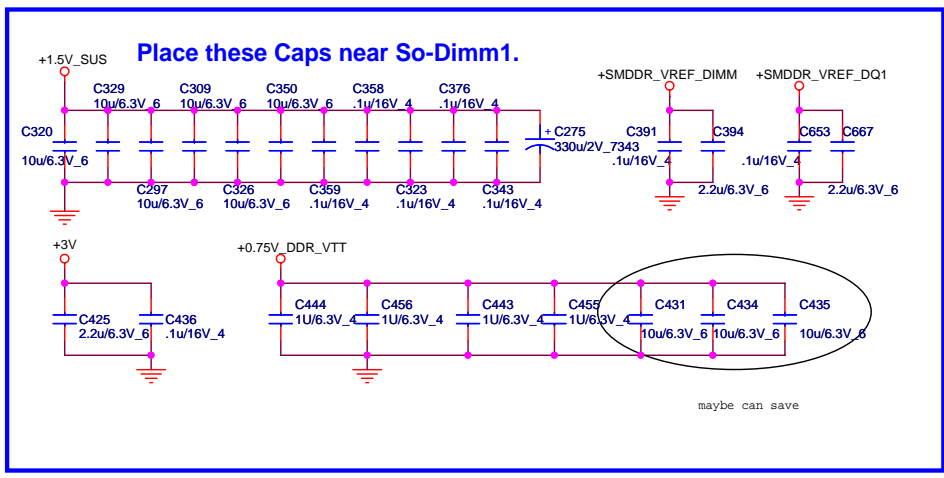 Place these Caps near So-Dimm1.
+1.5V_SUS
+SMDDR_VREF_DIMM
+SMDDR_VREF_DQ1
C329
10u/6.3V_6
C309
10u/6.3V_6
C350
10u/6.3V_6
C358
.1u/16V_4
C376
.1u/16V_4
C320
10u/6.3V_6
+ C275
330u/2V_7343
C391
.1u/16V_4
C394
2.2u/6.3V_6
C653
.1u/16V_4
C667
2.2u/6.3V_6
C297
10u/6.3V_6
C326
10u/6.3V_6
C359
.1u/16V_4
C323
.1u/16V_4
C343
.1u/16V_4
+3V
+0.75V_DDR_VTT
C425
2.2u/6.3V_6
C436
.1u/16V_4
C444
1U/6.3V_4
C456
1U/6.3V_4
C443
1U/6.3V_4
C455
1U/6.3V_4
C431
10u/6.3V_6
C434
10u/6.3V_6
C435
10u/6.3V_6
maybe can save